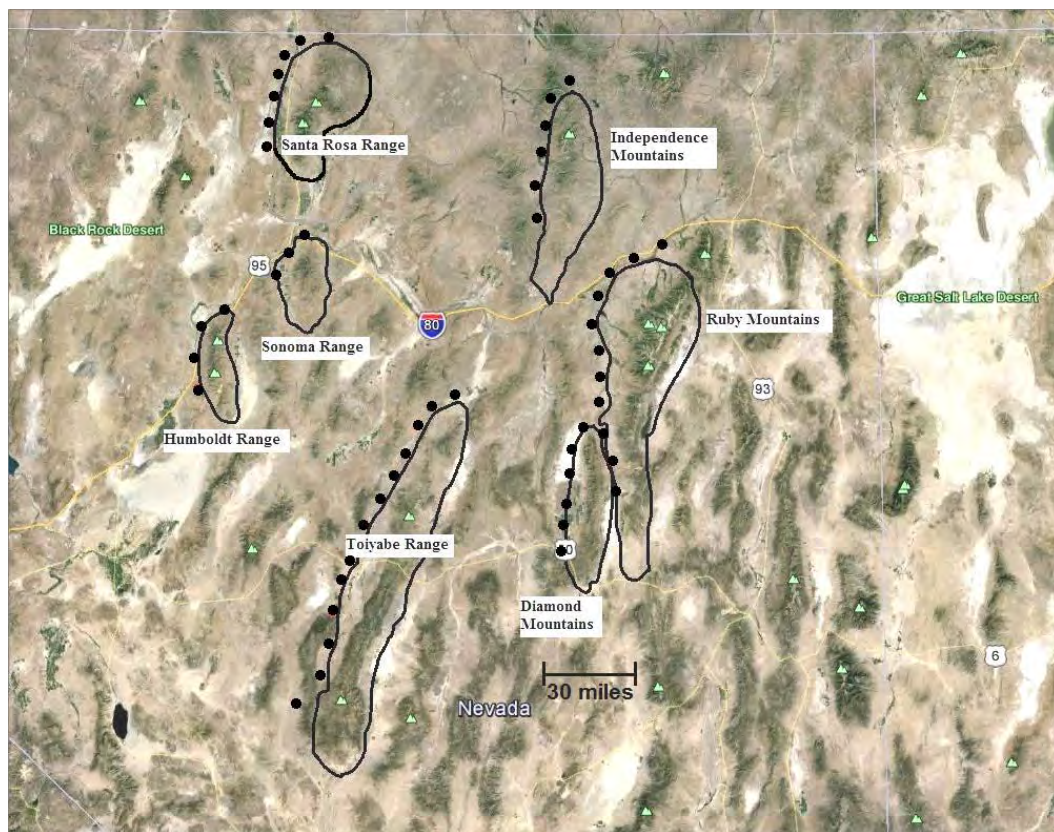 Santa Rosa Range
Independence
Mountains
Black Rock Desert
95
Great Salt Lake Desert
Ruby Mountains
80
Sonoma Range
93
Humboldt Range
Toiyabe Range
Diamond
Mountains
6
30 miles
Nevada